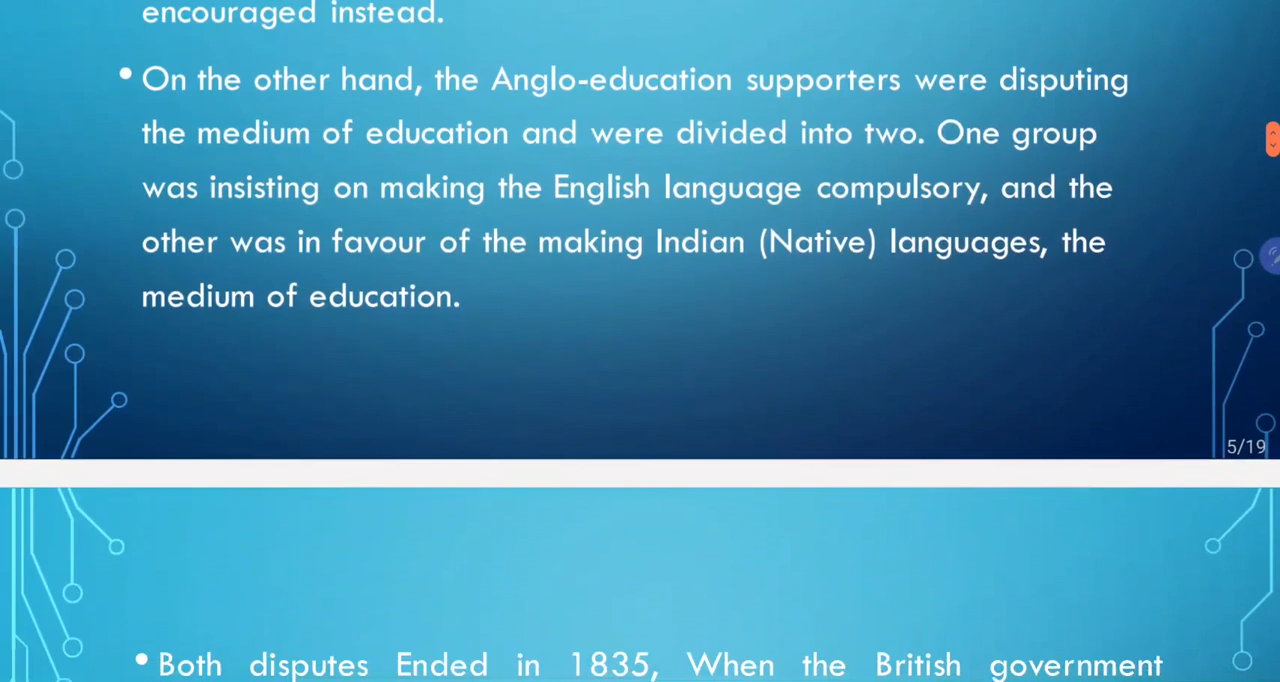 encouraged instead.
• On the other hand, the Anglo-education supporters were disputing
the medium of education and were divided into two. One group
was insisting on making the English language compulsory, and the
other was in favour of the making Indian (Native) languages, the
medium of education.
5/19
• Both disputes Ended in 1835, When the British government